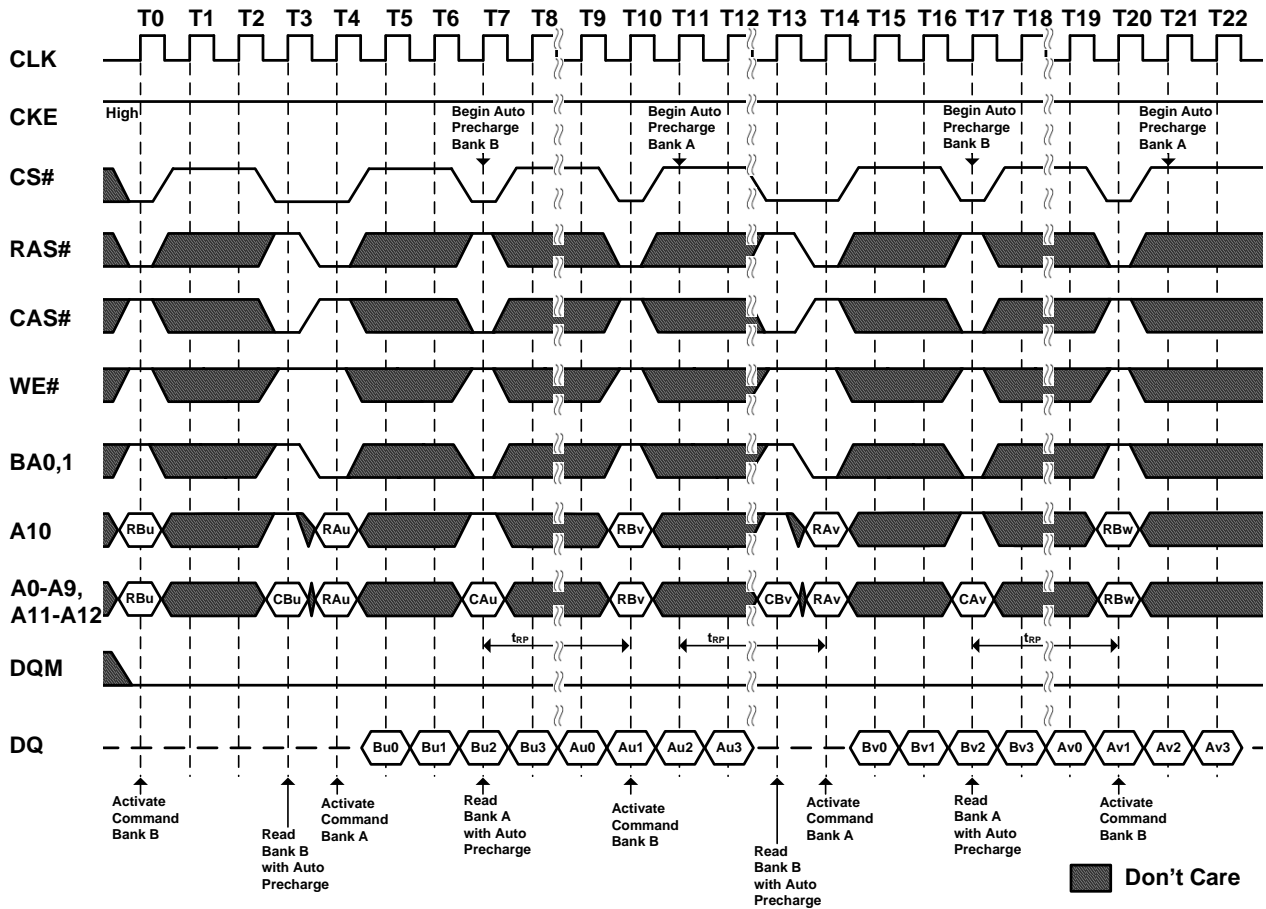 T0 T1 T2 T3 T4 T5 T6 T7 T8 T9 T10 T11 T12 T13 T14 T15 T16 T17 T18 T19 T20 T21 T22
CLK
CKE
High
Begin Auto
Precharge
Bank B
Begin Auto
Precharge
Bank A
Begin Auto
Precharge
Bank B
Begin Auto
Precharge
Bank A
CS#
RAS#
CAS#
WE#
BA0,1
A10
RBu RAu RBv RAv RBw
A0-A9,
A11-A12
RBu CBu RAu CAu RBv CBv RAv CAv RBw
tRP tRP tRP
DQM
DQ
Bu0 Bu1 Bu2 Bu3 Au0 Au1 Au2 Au3 Bv0 Bv1 Bv2 Bv3 Av0 Av1 Av2 Av3
Activate
Command
Bank B
Read
Bank B
with Auto
Precharge
Activate
Command
Bank A
Read
Bank A
with Auto
Precharge
Activate
Command
Bank B
Read
Bank B
with Auto
Precharge
Activate
Command
Bank A
Read
Bank A
with Auto
Precharge
Activate
Command
Bank B
Don't Care